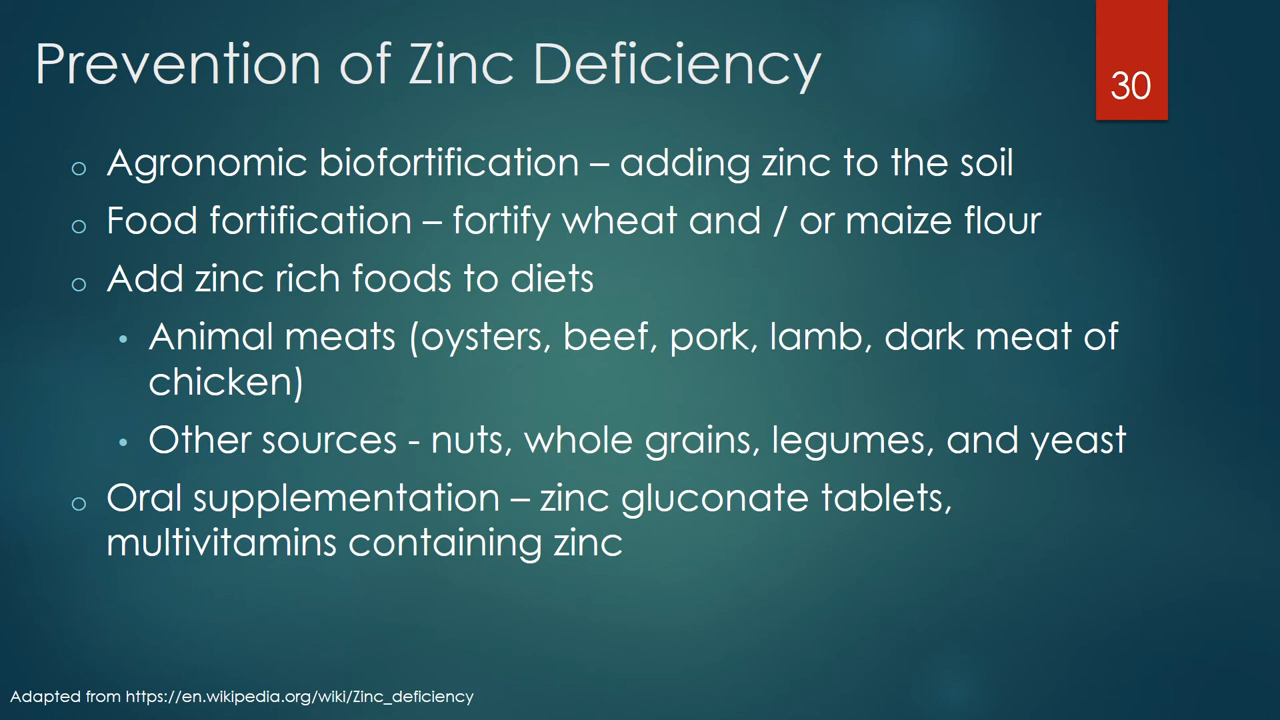 Prevention of Zinc Deficiency
30
o Agronomic biofortification – adding zinc to the soil
o Food fortification – fortify wheat and / or maize flour
o Add zinc rich foods to diets
• Animal meats (oysters, beef, pork, lamb, dark meat of
chicken)
• Other sources - nuts, whole grains, legumes, and yeast
o Oral supplementation – zinc gluconate tablets,
multivitamins containing zinc
Adapted from https://en.wikipedia.org/wiki/Zinc_deficiency